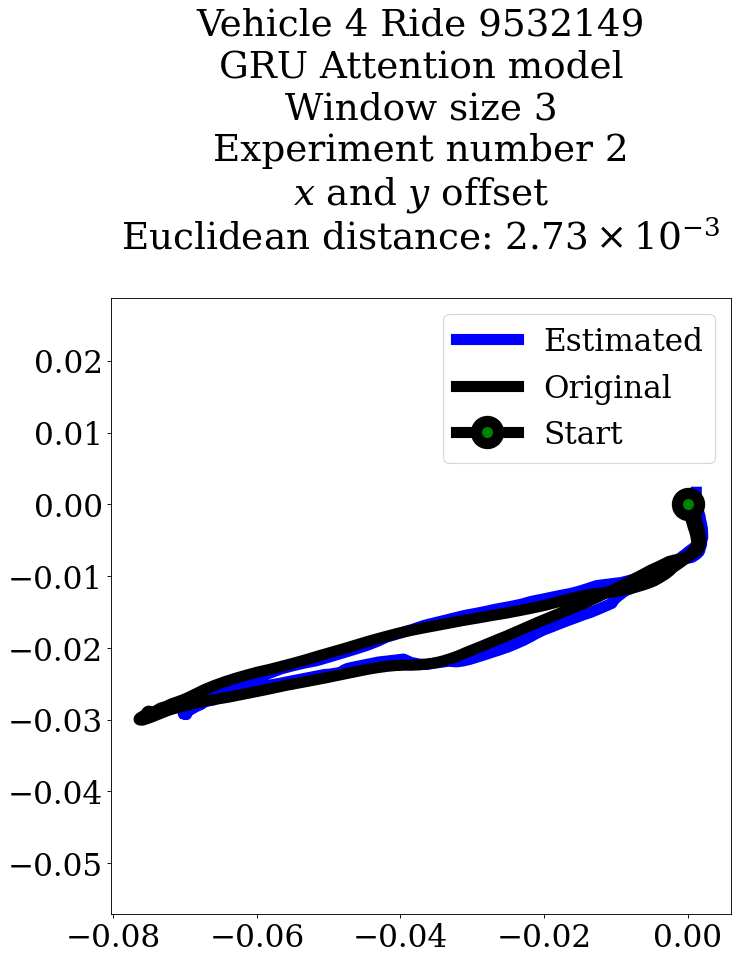 Vehicle 4 Ride 9532149
GRU Attention model
Window size 3
Experiment number 2
x and y offset
Euclidean distance: 2.73 × 10⁻³
Estimated
Original
Start
0.02
0.01
0.00
−0.01
−0.02
−0.03
−0.04
−0.05
−0.08 −0.06 −0.04 −0.02 0.00